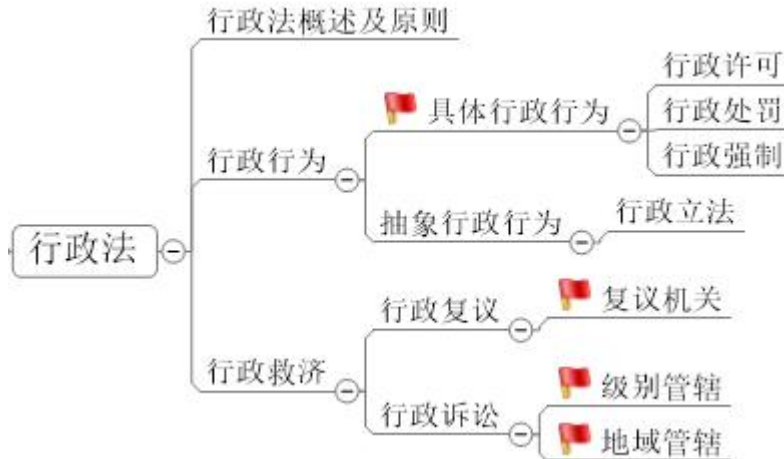 行政法概述及原则
行政许可
具体行政行为
行政处罚
行政行为
行政强制
抽象行政行为
行政立法
行政法
行政复议
复议机关
行政救济
级别管辖
行政诉讼
地域管辖